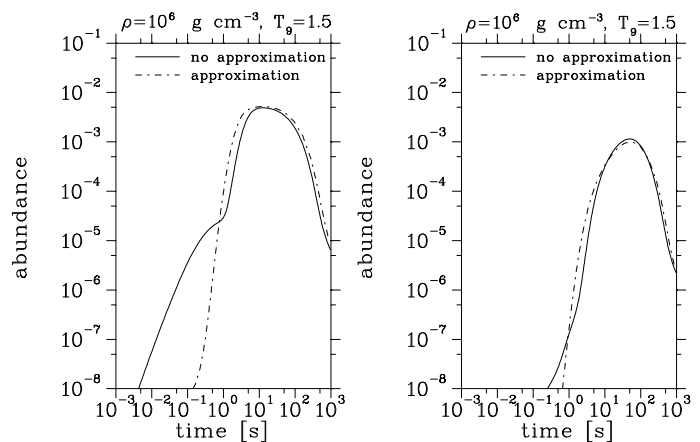 ρ=10⁶ g cm⁻³, T₉=1.5
no approximation
approximation
10⁻¹
10⁻²
10⁻³
10⁻⁴
10⁻⁵
10⁻⁶
10⁻⁷
10⁻⁸
abundance
10⁻³ 10⁻² 10⁻¹ 10⁰ 10¹ 10² 10³
time [s]
ρ=10⁶ g cm⁻³, T₉=1.5
no approximation
approximation
10⁻¹
10⁻²
10⁻³
10⁻⁴
10⁻⁵
10⁻⁶
10⁻⁷
10⁻⁸
abundance
10⁻³ 10⁻² 10⁻¹ 10⁰ 10¹ 10² 10³
time [s]